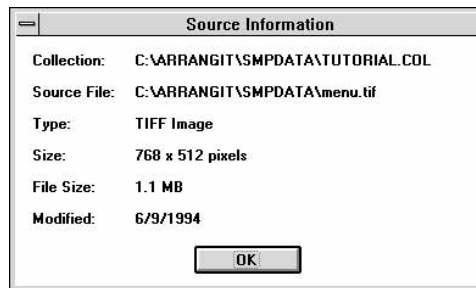 Source Information
Collection: C:\ARRANGIT\SMPDATA\TUTORIAL.COL
Source File: C:\ARRANGIT\SMPDATA\menu.tif
Type: TIFF Image
Size: 768 x 512 pixels
File Size: 1.1 MB
Modified: 6/9/1994
OK